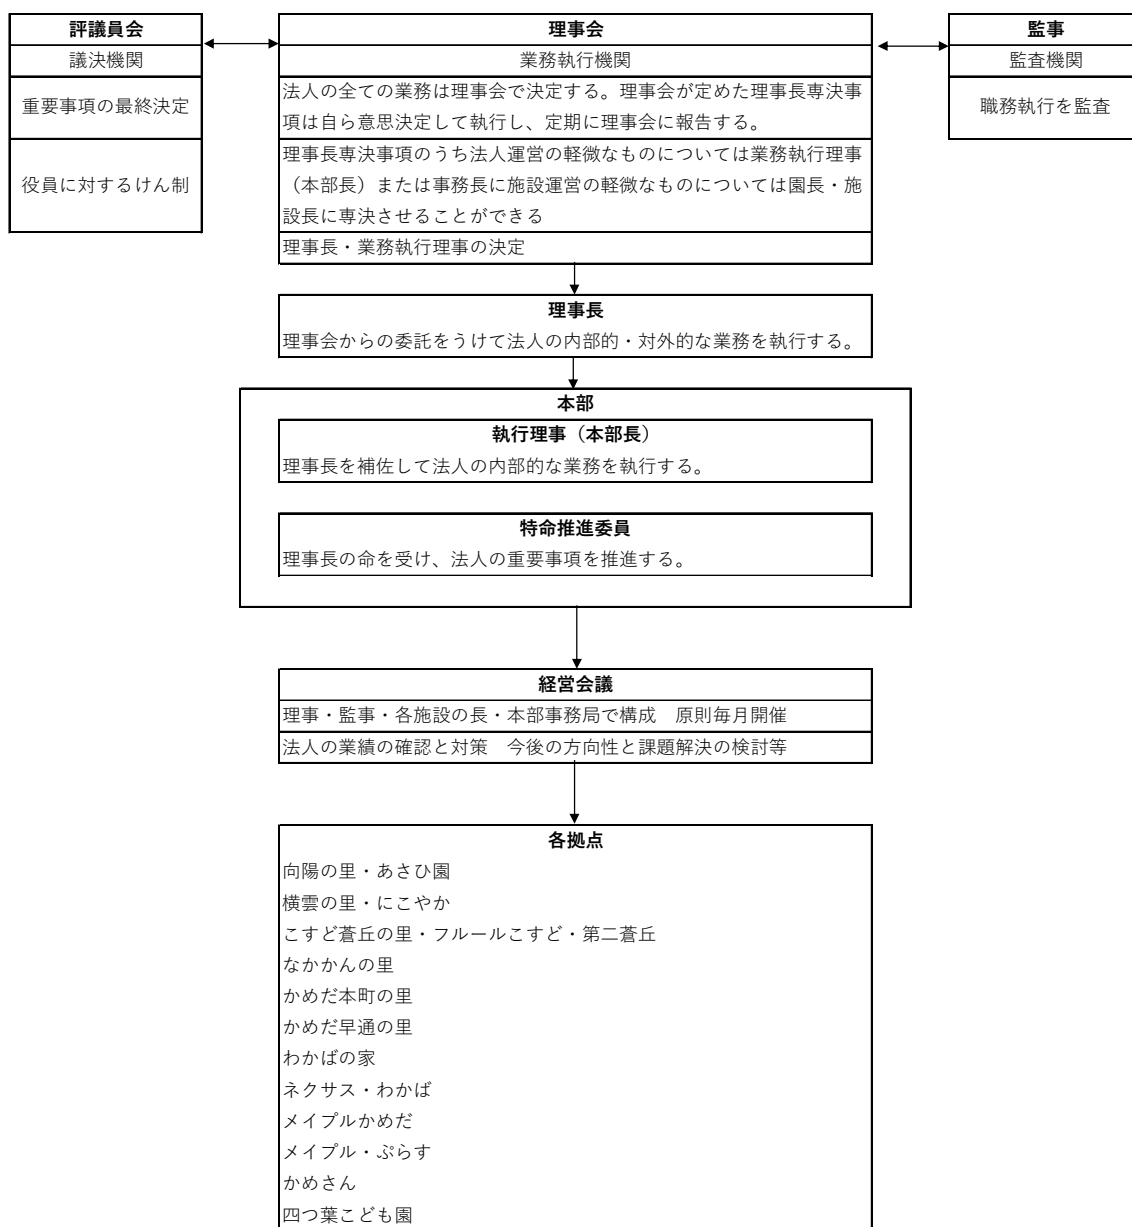 評議員会
議決機関
重要事項の最終決定
役員に対するけん制
理事会
業務執行機関
法人の全ての業務は理事会で決定する。理事会が定めた理事長専決事
項は自ら意思決定して執行し、定期に理事会に報告する。
理事長専決事項のうち法人運営の軽微なものについては業務執行理事
（本部長）または事務長に施設運営の軽微なものについては園長・施
設長に専決させることができる
理事長・業務執行理事の決定
監事
監査機関
職務執行を監査
理事長
理事会からの委託をうけて法人の内部的・対外的な業務を執行する。
本部
執行理事（本部長）
理事長を補佐して法人の内部的な業務を執行する。
特命推進委員
理事長の命を受け、法人の重要事項を推進する。
経営会議
理事・監事・各施設の長・本部事務局で構成　原則毎月開催
法人の業績の確認と対策　今後の方向性と課題解決の検討等
各拠点
向陽の里・あさひ園
横雲の里・にこやか
こすど蒼丘の里・フルールこすど・第二蒼丘
なかかんの里
かめだ本町の里
かめだ早通の里
わかばの家
ネクサス・わかば
メイプルかめだ
メイプル・ぷらす
かめさん
四つ葉こども園